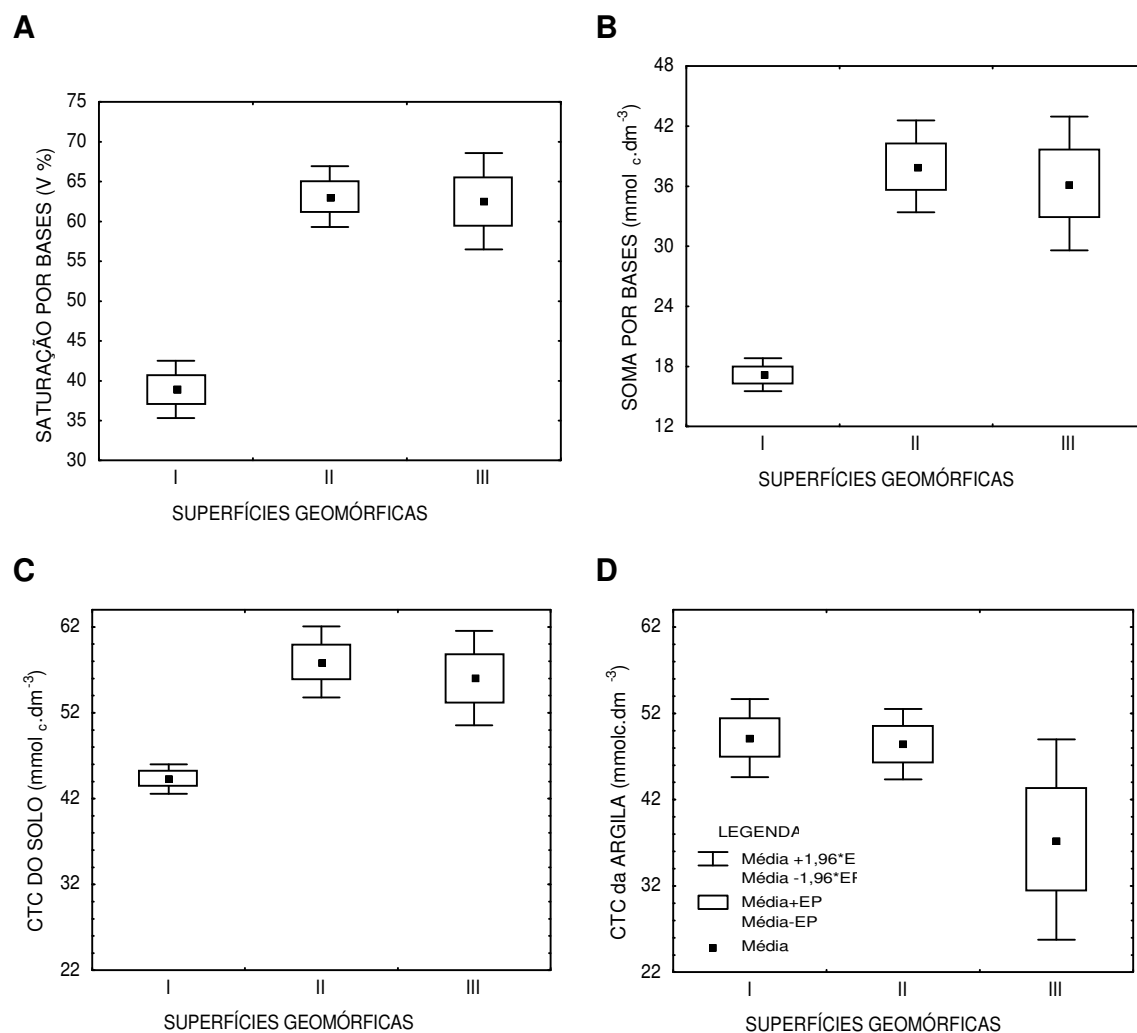 A
SATURAÇÃO POR BASES (V %)
75
70
65
60
55
50
45
40
35
30
I II III
SUPERFÍCIES GEOMÓRFICAS
B
SOMA POR BASES (mmol c.dm-3)
48
42
36
30
24
18
12
I II III
SUPERFÍCIES GEOMÓRFICAS
C
CTC DO SOLO (mmol c.dm-3)
62
52
42
32
22
I II III
SUPERFÍCIES GEOMÓRFICAS
D
CTC da ARGILA (mmolc.dm -3)
62
52
42
32
22
LEGENDA
Média +1,96*E
Média -1,96*EF
Média+EP
Média-EP
Média
I II III
SUPERFÍCIES GEOMÓRFICAS